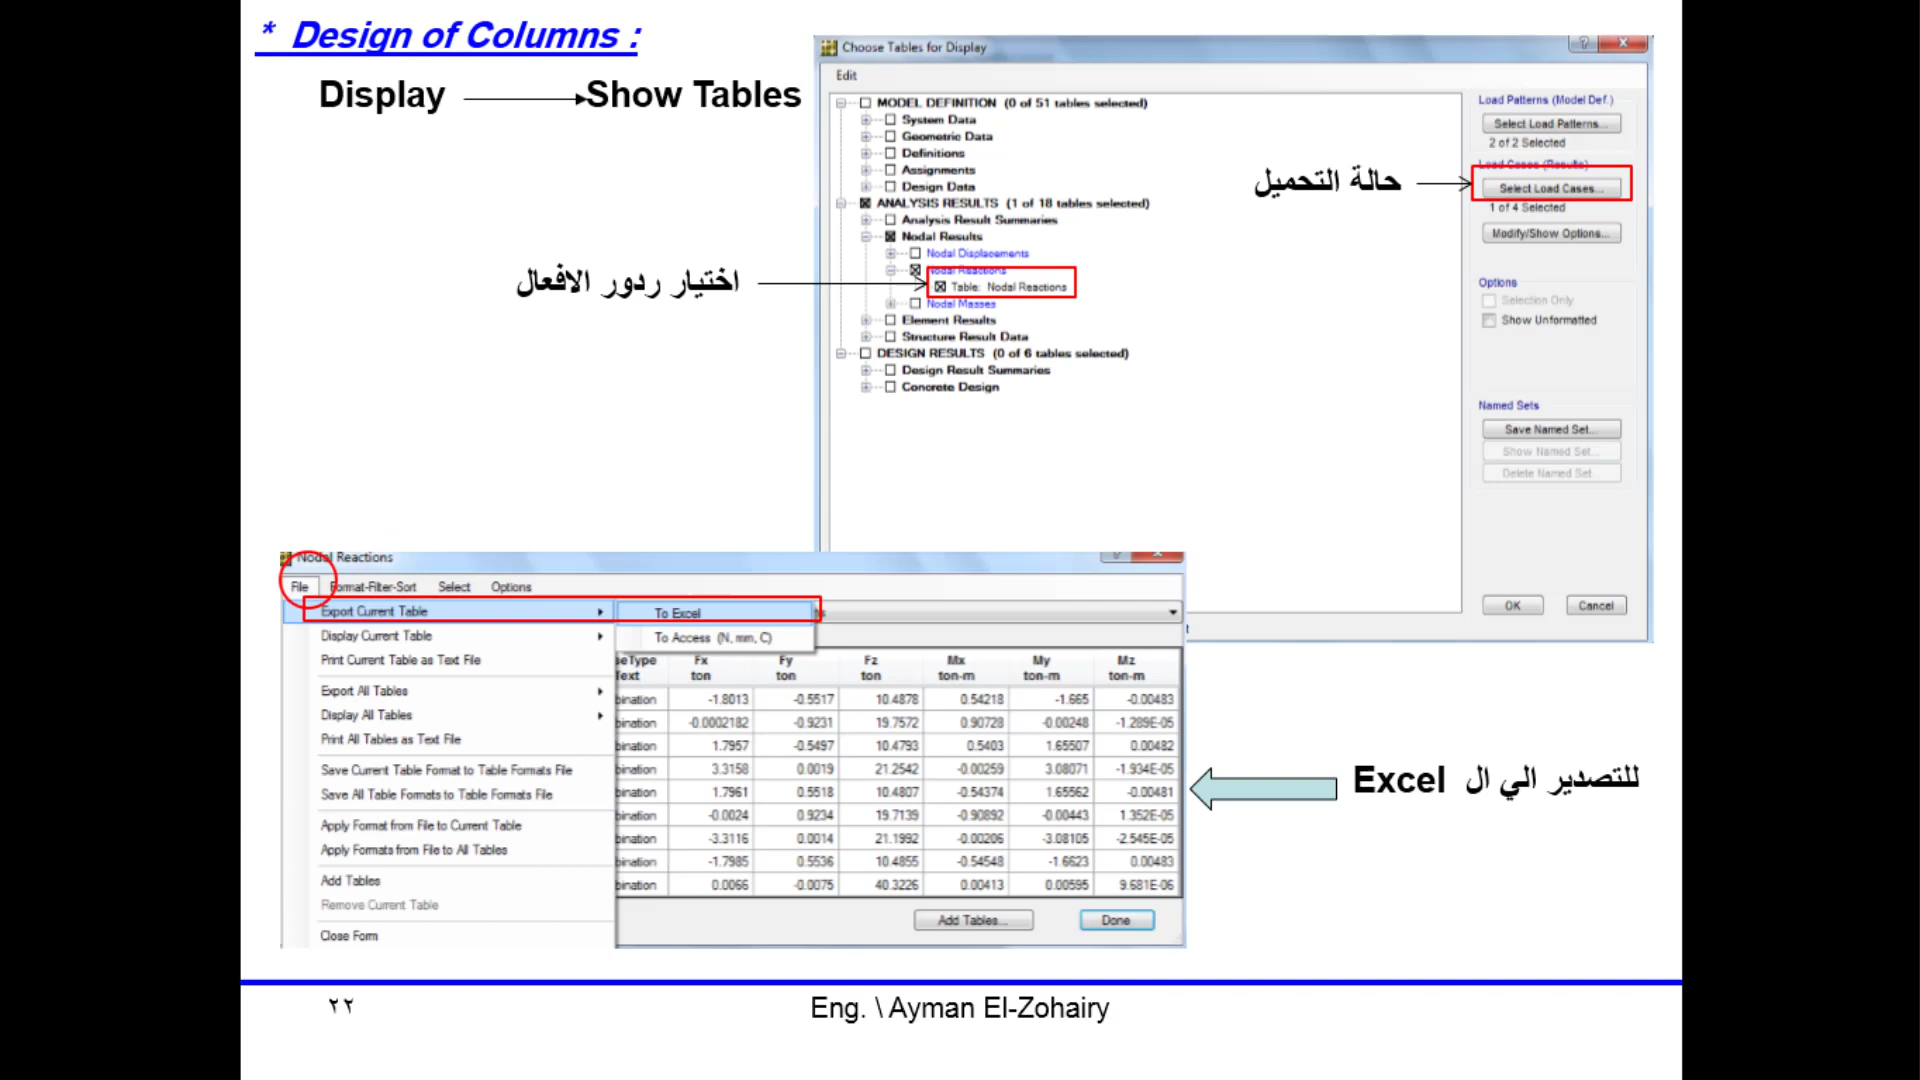 * Design of Columns :
Display Show Tables
Choose Tables for Display
Edit
MODEL DEFINITION (0 of 51 tables selected)
System Data
Geometric Data
Definitions
Assignments
Design Data
ANALYSIS RESULTS (1 of 18 tables selected)
Analysis Result Summaries
Nodal Results
Nodal Displacements
Nodal Reactions
Table: Nodal Reactions
Nodal Masses
Element Results
Structure Result Data
DESIGN RESULTS (0 of 6 tables selected)
Design Result Summaries
Concrete Design
Load Patterns (Model Def.)
Select Load Patterns...
2 of 2 Selected
Load Cases (Results)
Select Load Cases...
1 of 4 Selected
Modify/Show Options...
Options
Selection Only
Show Unformatted
Named Sets
Save Named Set...
Show Named Set...
Delete Named Set...
OK Cancel
حالة التحميل
اختيار ردور الافعال
Nodal Reactions
File Format-Filter-Sort Select Options
Export Current Table
To Excel
To Access (N, mm, C)
Display Current Table
Print Current Table as Text File
Export All Tables
Display All Tables
Print All Tables as Text File
Save Current Table Format to Table Formats File
Save All Table Formats to Table Formats File
Apply Format from File to Current Table
Apply Formats from File to All Tables
Add Tables
Remove Current Table
Close Form
seType Fx Fy Fz Mx My Mz
Text ton ton ton ton-m ton-m ton-m
bination -1.8013 -0.5517 10.4878 0.54218 -1.665 -0.00483
bination -0.0002182 -0.9231 19.7572 0.90728 -0.00248 -1.289E-05
bination 1.7957 -0.5497 10.4793 0.5403 1.65507 0.00482
bination 3.3158 0.0019 21.2542 -0.00259 3.08071 -1.934E-05
bination 1.7961 0.5518 10.4807 -0.54374 1.65562 -0.00481
bination -0.0024 0.9234 19.7139 -0.90892 -0.00443 1.352E-05
bination -3.3116 0.0014 21.1992 -0.00206 -3.08105 -2.545E-05
bination -1.7985 0.5536 10.4855 -0.54548 -1.6623 0.00483
bination 0.0066 -0.0075 40.3226 0.00413 0.00595 9.681E-06
Add Tables... Done
للتصدير الي ال Excel
٢٢
Eng. \ Ayman El-Zohairy